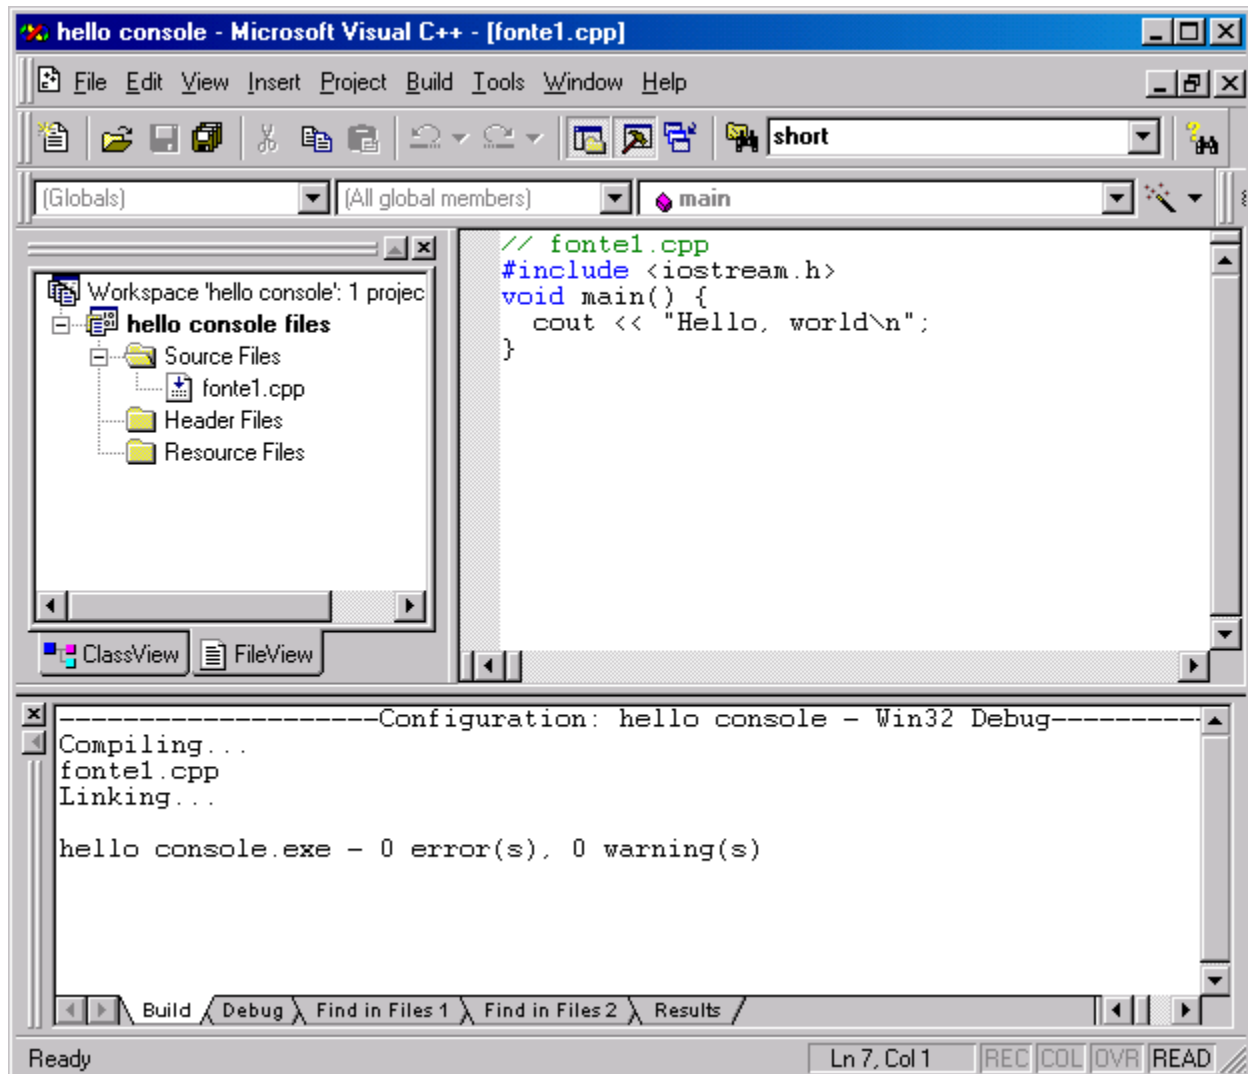 hello console - Microsoft Visual C++ - [fonte1.cpp]
File Edit View Insert Project Build Tools Window Help
short
(Globals) (All global members) main
Workspace 'hello console': 1 projec
hello console files
Source Files
fonte1.cpp
Header Files
Resource Files
ClassView FileView
// fonte1.cpp
#include <iostream.h>
void main() {
  cout << "Hello, world\n";
}
--------------------Configuration: hello console - Win32 Debug----------
Compiling...
fonte1.cpp
Linking...
hello console.exe - 0 error(s), 0 warning(s)
Build Debug Find in Files 1 Find in Files 2 Results
Ready Ln 7, Col 1 REC COL OVR READ